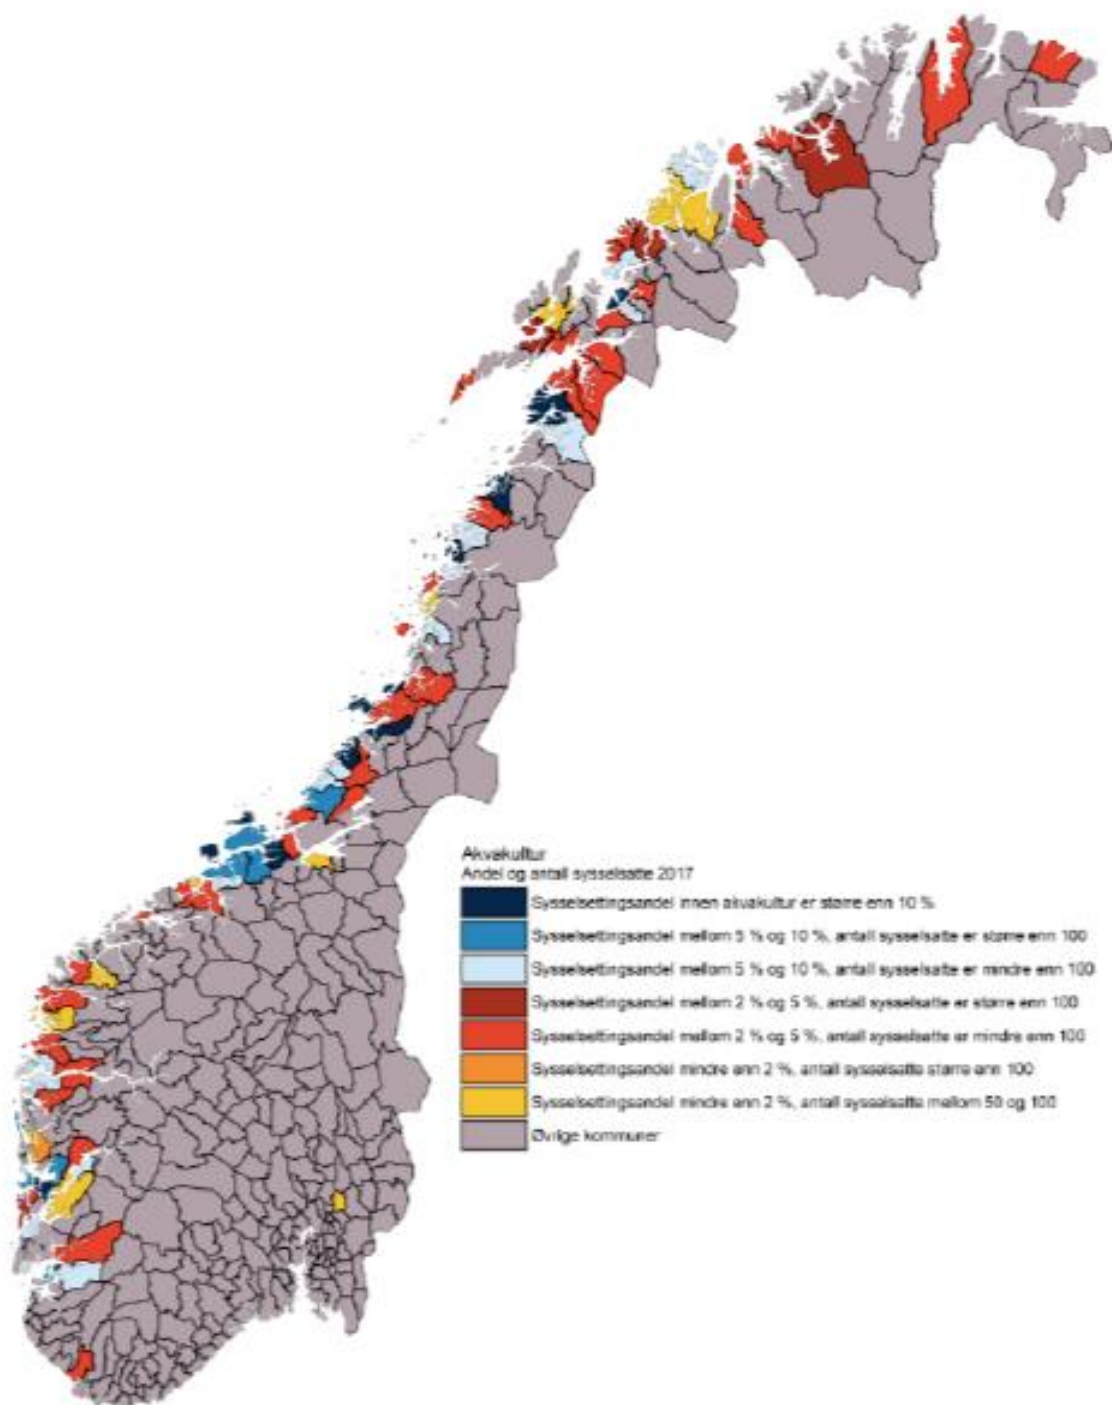 Akvakultur
Andel og antall sysselsatte 2017
Sysselsettingsandel innen akvakultur er større enn 10 %
Sysselsettingsandel mellom 5 % og 10 %, antall sysselsatte er større enn 100
Sysselsettingsandel mellom 5 % og 10 %, antall sysselsatte er mindre enn 100
Sysselsettingsandel mellom 2 % og 5 %, antall sysselsatte er større enn 100
Sysselsettingsandel mellom 2 % og 5 %, antall sysselsatte er mindre enn 100
Sysselsettingsandel mindre enn 2 %, antall sysselsatte større enn 100
Sysselsettingsandel mindre enn 2 %, antall sysselsatte mellom 50 og 100
Øvrige kommuner